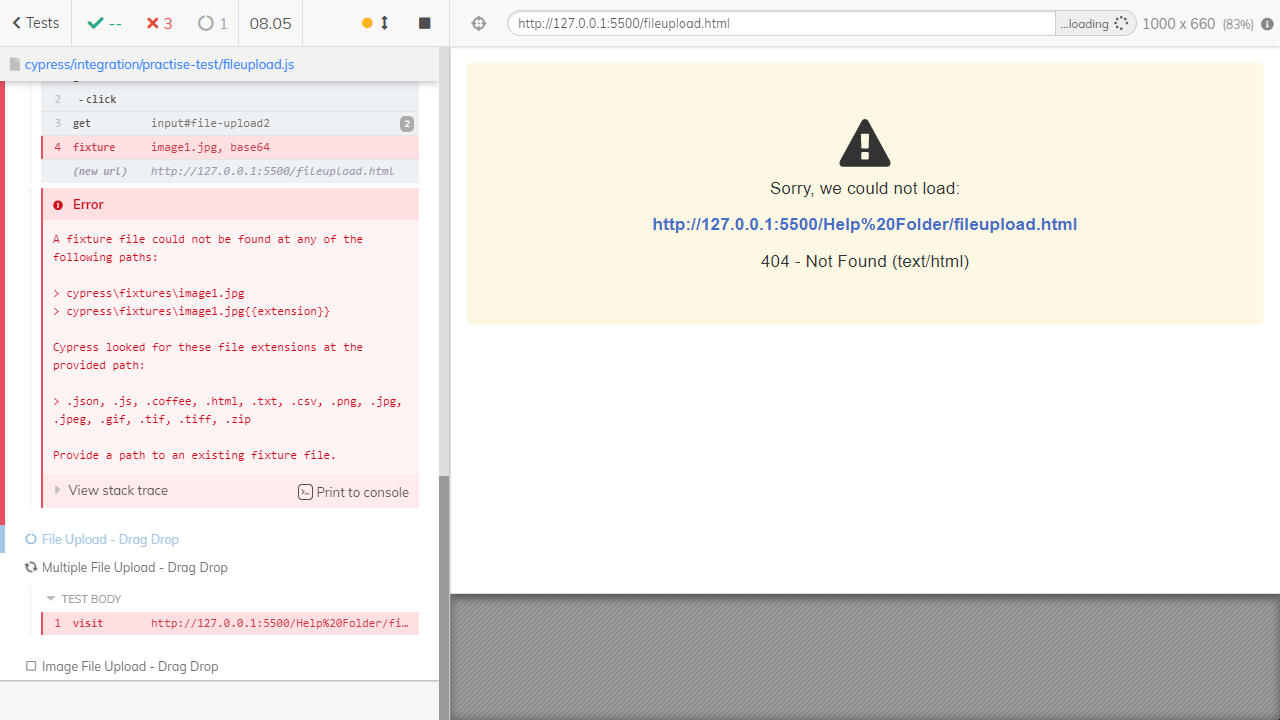 Tests
--
3
1
08.05
http://127.0.0.1:5500/fileupload.html
...loading
1000 x 660 (83%)
cypress/integration/practise-test/fileupload.js
2 - click
3 get input#file-upload2 2
4 fixture image1.jpg, base64
(new url) http://127.0.0.1:5500/fileupload.html
Error
A fixture file could not be found at any of the
following paths:
> cypress\fixtures\image1.jpg
> cypress\fixtures\image1.jpg{{extension}}
Cypress looked for these file extensions at the
provided path:
> .json, .js, .coffee, .html, .txt, .csv, .png, .jpg,
.jpeg, .gif, .tif, .tiff, .zip
Provide a path to an existing fixture file.
View stack trace
Print to console
File Upload - Drag Drop
Multiple File Upload - Drag Drop
TEST BODY
1 visit http://127.0.0.1:5500/Help%20Folder/fi...
Image File Upload - Drag Drop
Sorry, we could not load:
http://127.0.0.1:5500/Help%20Folder/fileupload.html
404 - Not Found (text/html)